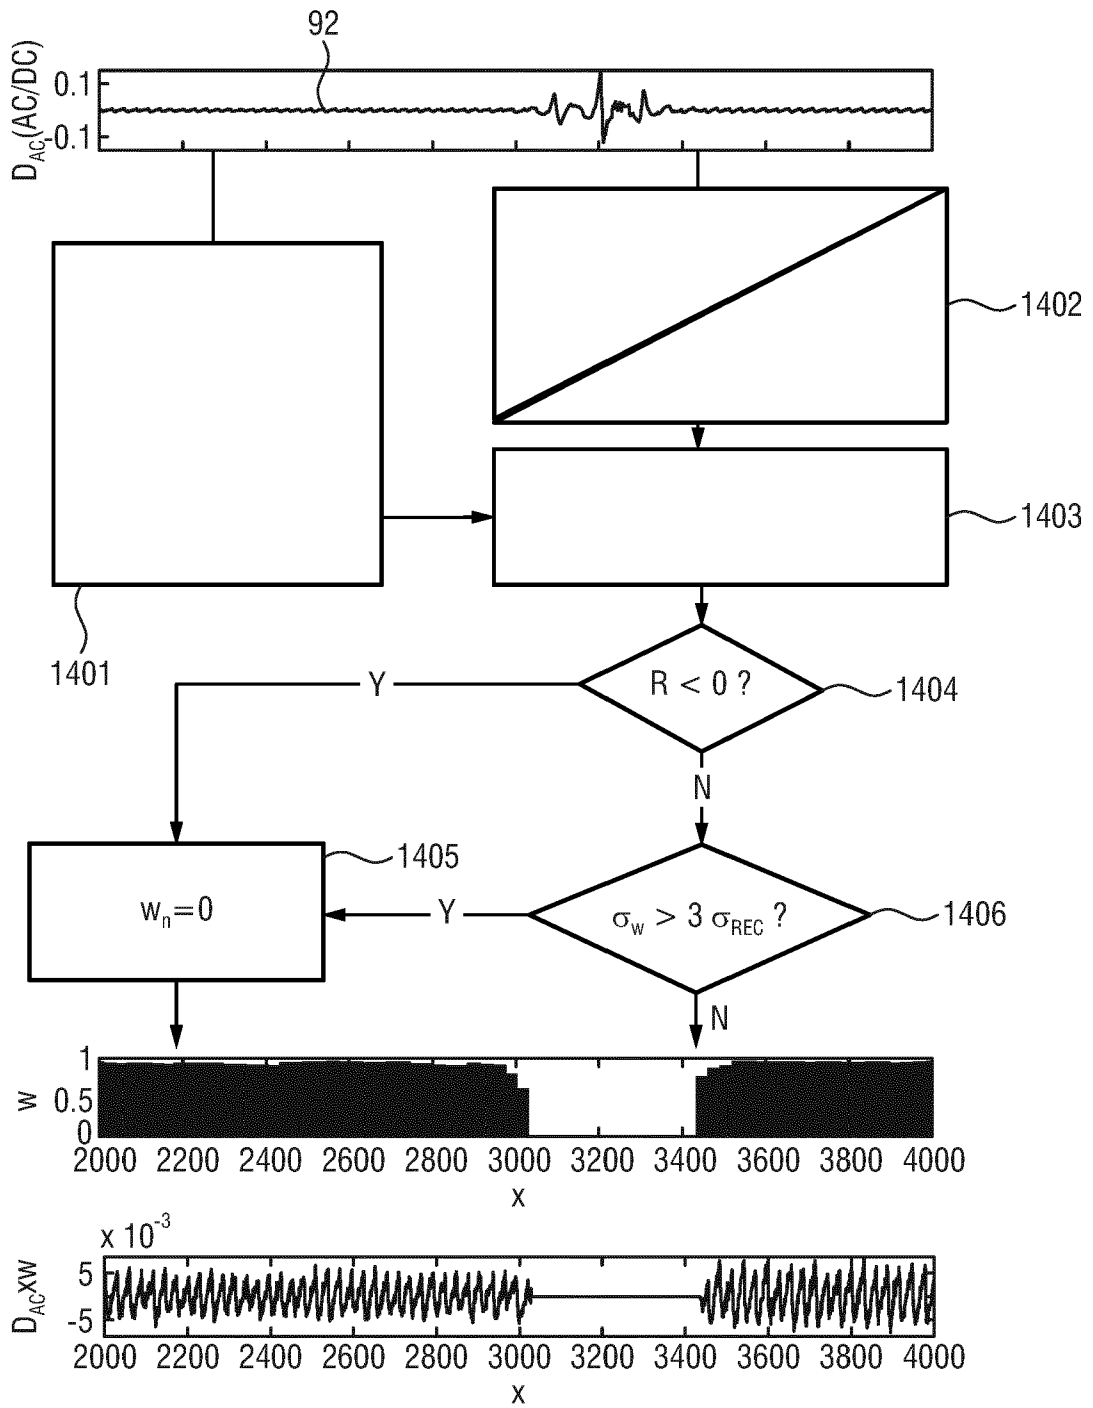 92
D_AC(AC/DC)
0.1
-0.1
1402
1403
1401
R < 0 ?
1404
Y
N
1405
w_n=0
Y
σ_w > 3 σ_REC ?
1406
N
w
1
0.5
0
2000 2200 2400 2600 2800 3000 3200 3400 3600 3800 4000
x
x 10^-3
D_ACxw
5
-5
2000 2200 2400 2600 2800 3000 3200 3400 3600 3800 4000
x